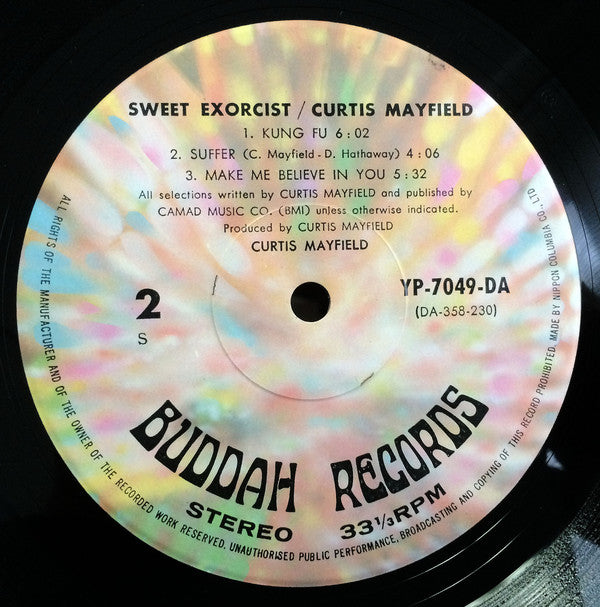 SWEET EXORCIST / CURTIS MAYFIELD
1. KUNG FU 6:02
2. SUFFER (C. Mayfield - D. Hathaway) 4:06
3. MAKE ME BELIEVE IN YOU 5:32
All selections written by CURTIS MAYFIELD and published by
CAMAD MUSIC CO. (BMI) unless otherwise indicated.
Produced by CURTIS MAYFIELD
CURTIS MAYFIELD
2
S
YP-7049-DA
(DA-358-230)
BUDDAH RECORDS
STEREO 33⅓RPM
ALL RIGHTS OF THE MANUFACTURER AND OF THE OWNER OF THE RECORDED WORK RESERVED. UNAUTHORISED PUBLIC PERFORMANCE, BROADCASTING AND COPYING OF THIS RECORD PROHIBITED. MADE BY NIPPON COLUMBIA CO., LTD